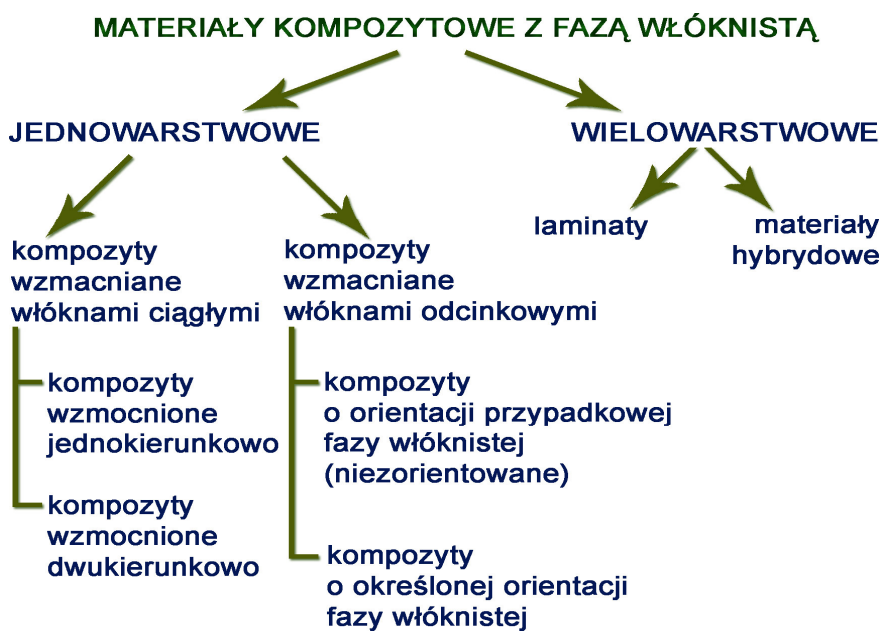 MATERIAŁY KOMPOZYTOWE Z FAZĄ WŁÓKNISTĄ
JEDNOWARSTWOWE
WIELOWARSTWOWE
kompozyty
wzmacniane
włóknami ciągłymi
kompozyty
wzmocnione
jednokierunkowo
kompozyty
wzmocnione
dwukierunkowo
kompozyty
wzmacniane
włóknami odcinkowymi
kompozyty
o orientacji przypadkowej
fazy włóknistej
(niezorientowane)
kompozyty
o określonej orientacji
fazy włóknistej
laminaty
materiały
hybrydowe